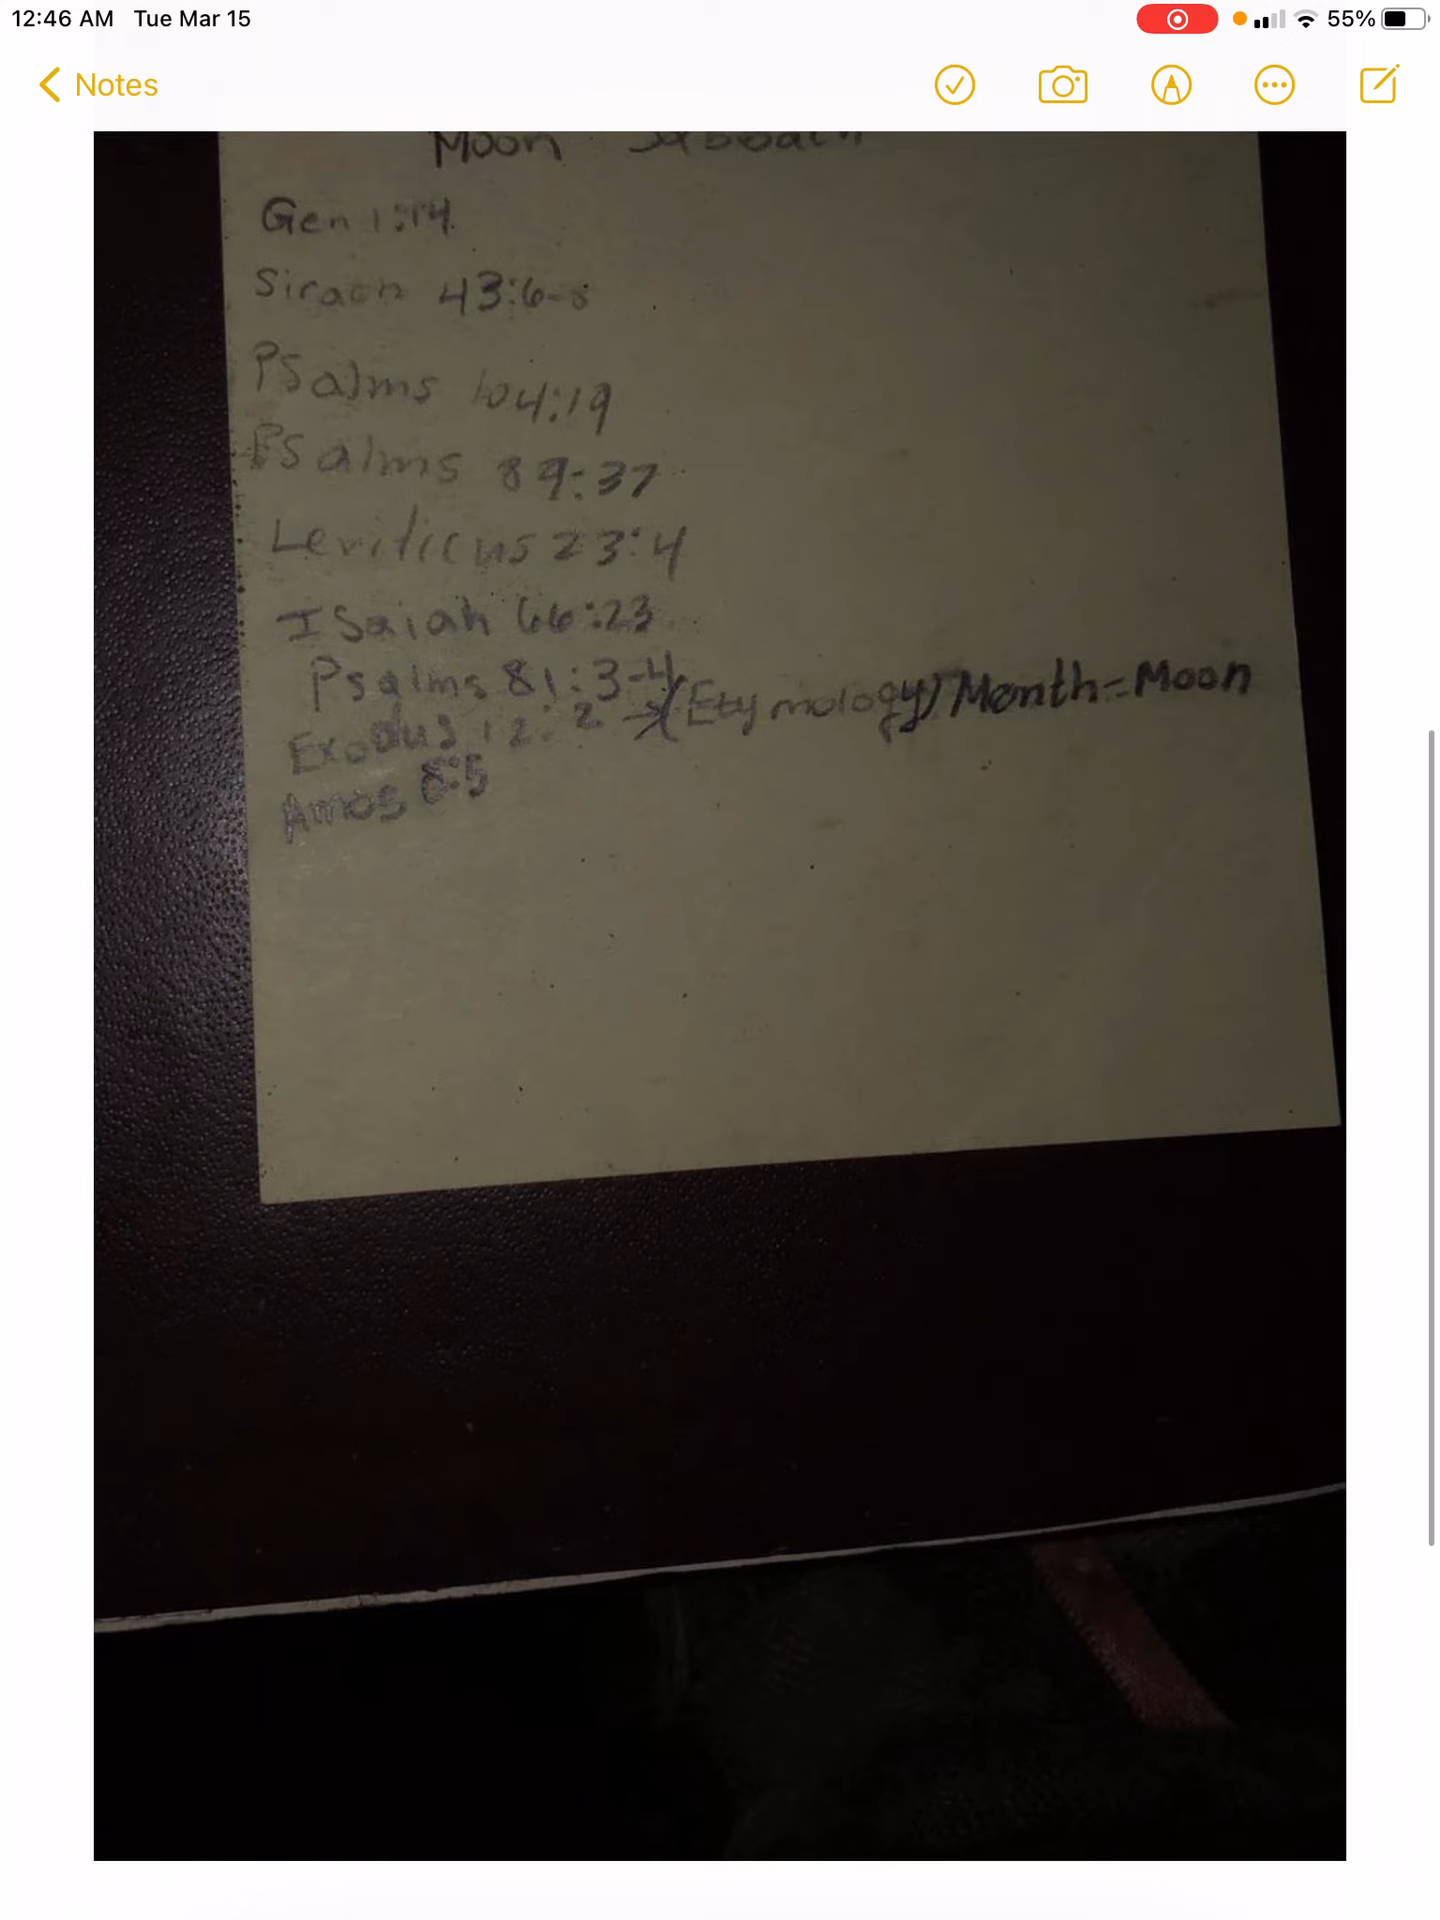 12:46 AM Tue Mar 15
55%
Notes
Moon Sabbath
Gen 1:14
Sirach 43:6-8
Psalms 104:19
Psalms 89:37
Leviticus 23:4
ISaiah 66:23
Psalms 81:3-4
Exodus 12:2 → (Etymology) Month=Moon
Amos 8:5